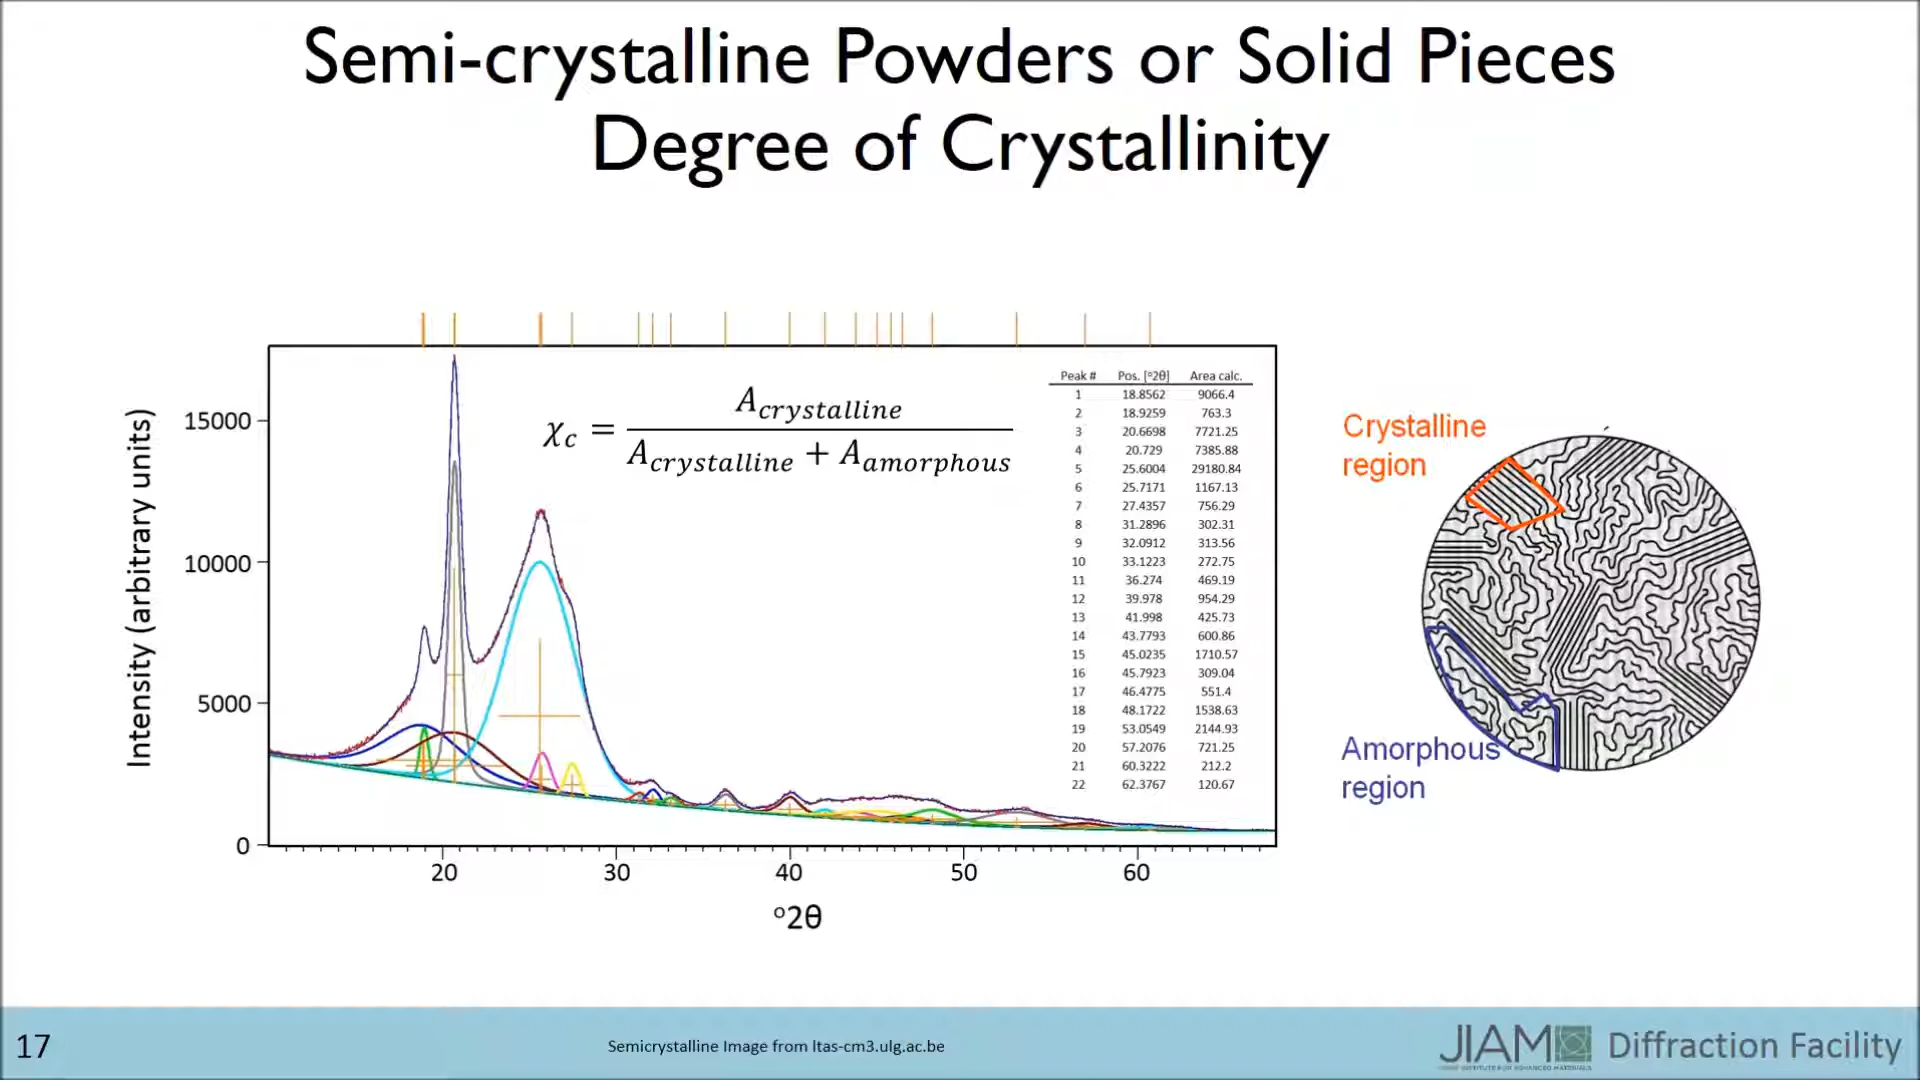 Semi-crystalline Powders or Solid Pieces
Degree of Crystallinity
Intensity (arbitrary units)
15000
10000
5000
0
20 30 40 50 60
°2θ
χc = Acrystalline / Acrystalline + Aamorphous
Peak # Pos. [°2θ] Area calc.
1 18.8562 9066.4
2 18.9259 763.3
3 20.6698 7721.25
4 20.729 7385.88
5 25.6004 29180.84
6 25.7171 1167.13
7 27.4357 756.29
8 31.2896 302.31
9 32.0912 313.56
10 33.1223 272.75
11 36.274 469.19
12 39.978 954.29
13 41.998 425.73
14 43.7793 600.86
15 45.0235 1710.57
16 45.7923 309.04
17 46.4775 551.4
18 48.1722 1538.63
19 53.0549 2144.93
20 57.2076 721.25
21 60.3222 212.2
22 62.3767 120.67
Crystalline
region
Amorphous
region
17
Semicrystalline Image from ltas-cm3.ulg.ac.be
JIAM Diffraction Facility